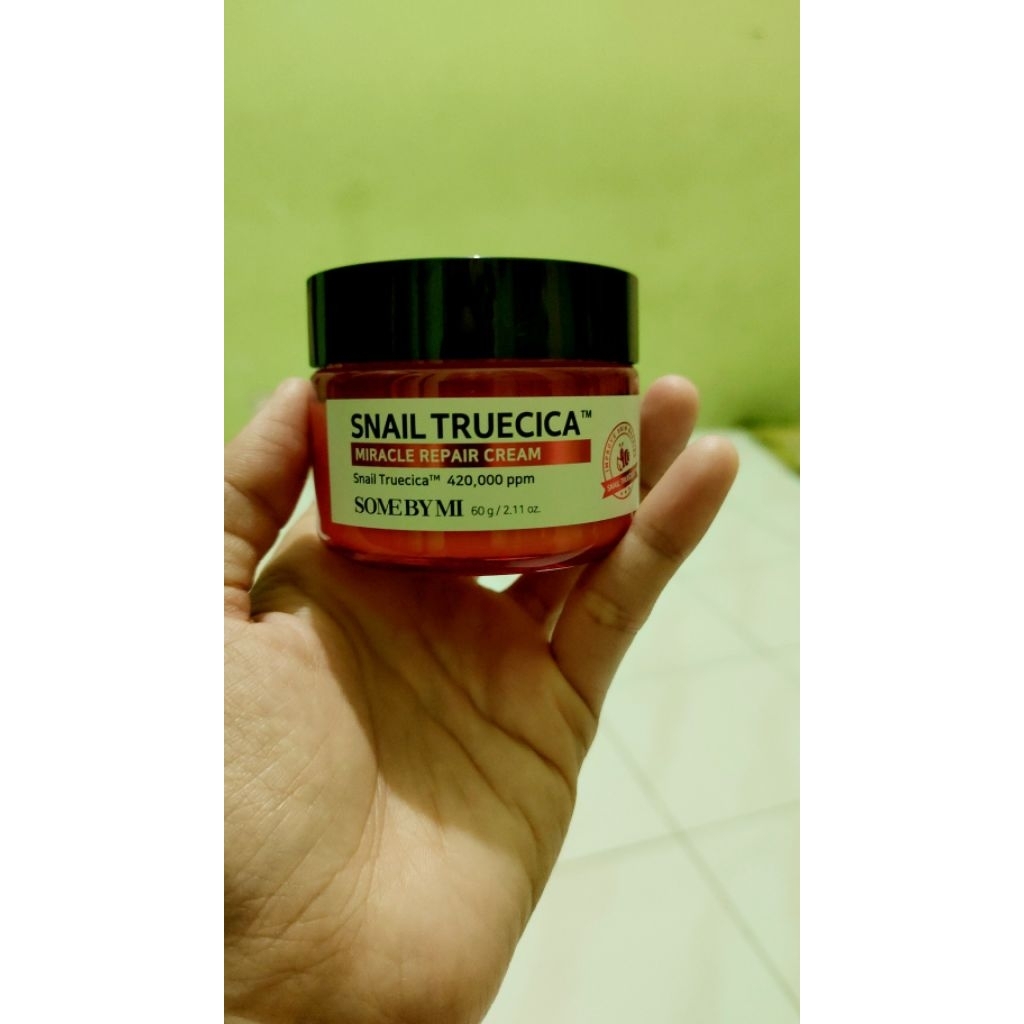 SNAIL TRUECICA™
MIRACLE REPAIR CREAM
Snail Truecica™ 420,000 ppm
SOME BY MI 60 g / 2.11 oz.